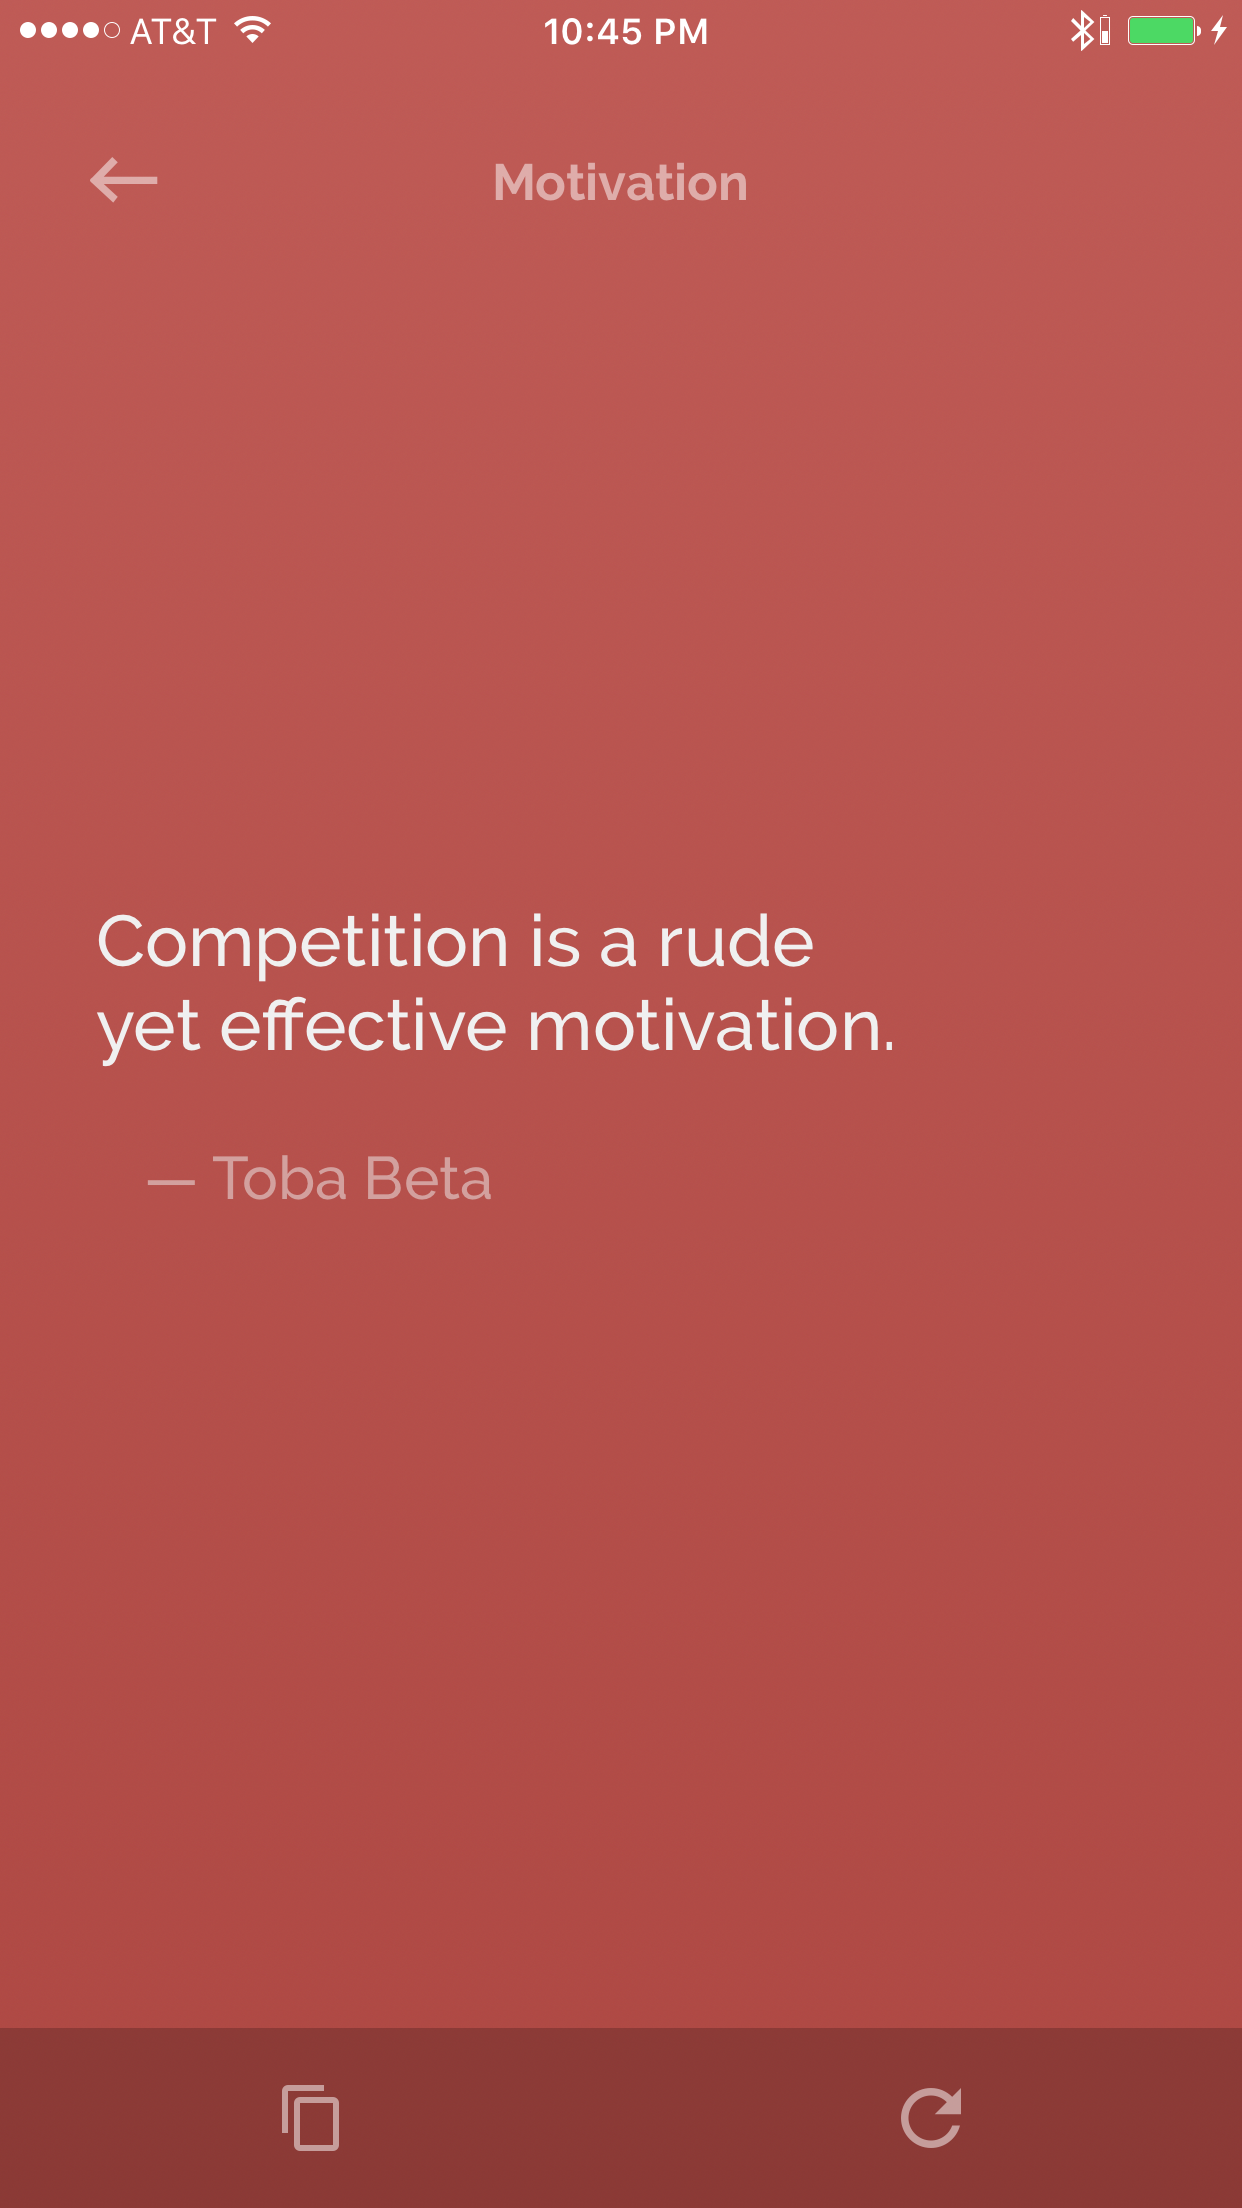 AT&T 10:45 PM
Motivation
Competition is a rude
yet effective motivation.
— Toba Beta